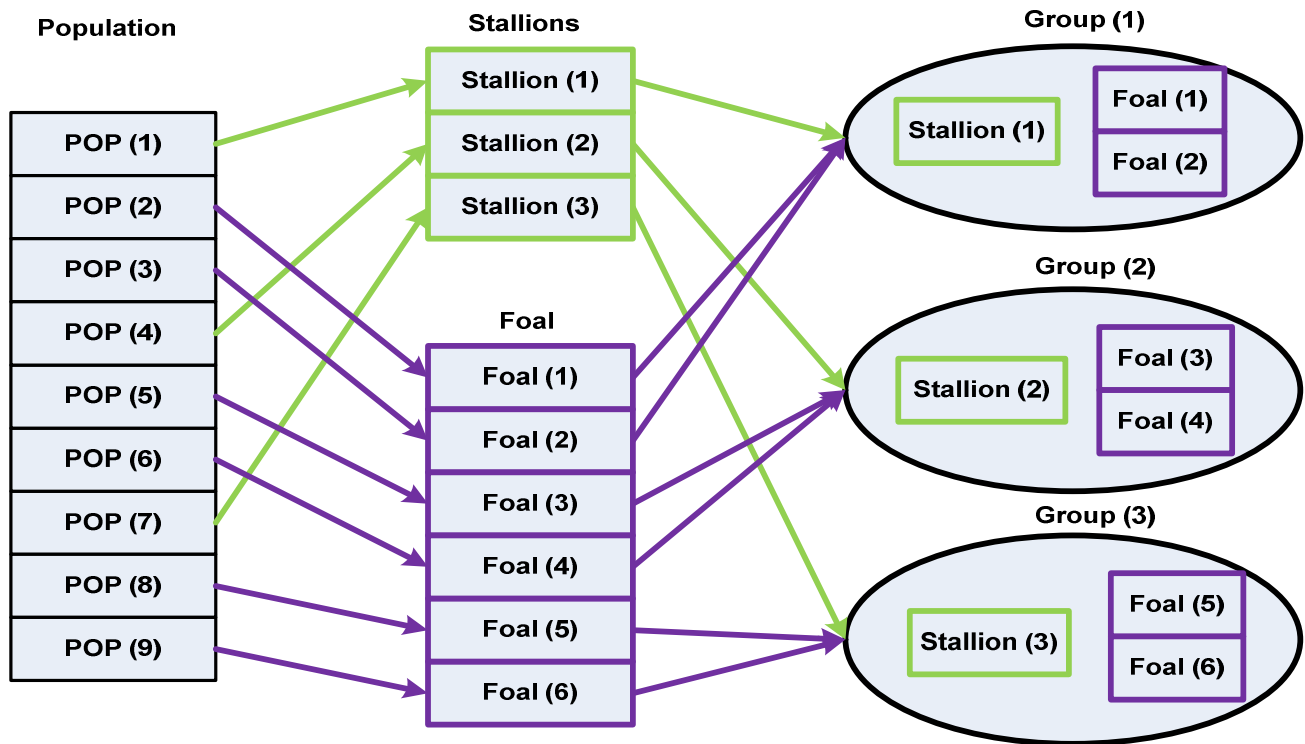 Population
POP (1)
POP (2)
POP (3)
POP (4)
POP (5)
POP (6)
POP (7)
POP (8)
POP (9)
Stallions
Stallion (1)
Stallion (2)
Stallion (3)
Foal
Foal (1)
Foal (2)
Foal (3)
Foal (4)
Foal (5)
Foal (6)
Group (1)
Stallion (1)
Foal (1)
Foal (2)
Group (2)
Stallion (2)
Foal (3)
Foal (4)
Group (3)
Stallion (3)
Foal (5)
Foal (6)